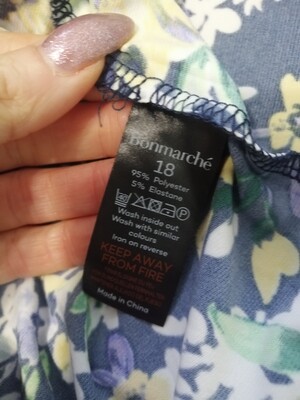 bonmarché
18
95% Polyester
5% Elastane
Wash inside out
Wash with similar
colours
Iron on reverse
KEEP AWAY
FROM FIRE
Made in China